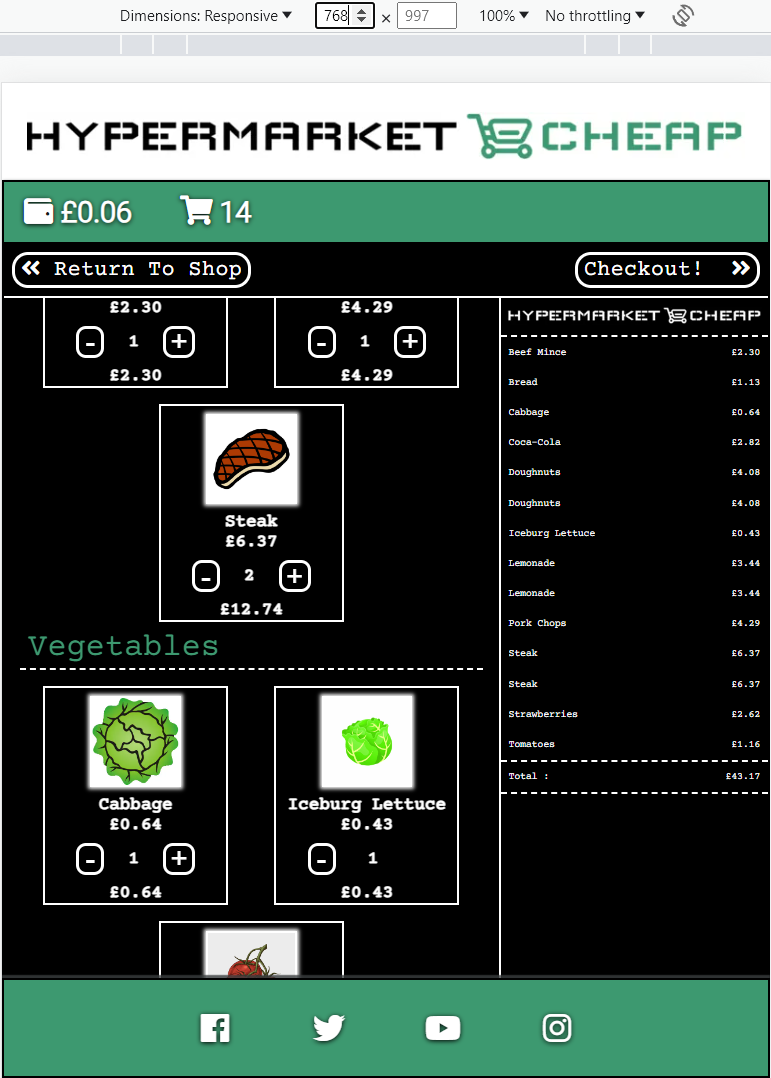 Dimensions: Responsive 768 × 997 100% No throttling
HYPERMARKET CHEAP
£0.06 14
Return To Shop
Checkout!
£2.30 £4.29
- 1 + - 1 +
£2.30 £4.29
Steak
£6.37
- 2 +
£12.74
Vegetables
Cabbage Iceburg Lettuce
£0.64 £0.43
- 1 + - 1
£0.64 £0.43
HYPERMARKET CHEAP
Beef Mince £2.30
Bread £1.13
Cabbage £0.64
Coca-Cola £2.82
Doughnuts £4.08
Doughnuts £4.08
Iceburg Lettuce £0.43
Lemonade £3.44
Lemonade £3.44
Pork Chops £4.29
Steak £6.37
Steak £6.37
Strawberries £2.62
Tomatoes £1.16
Total : £43.17